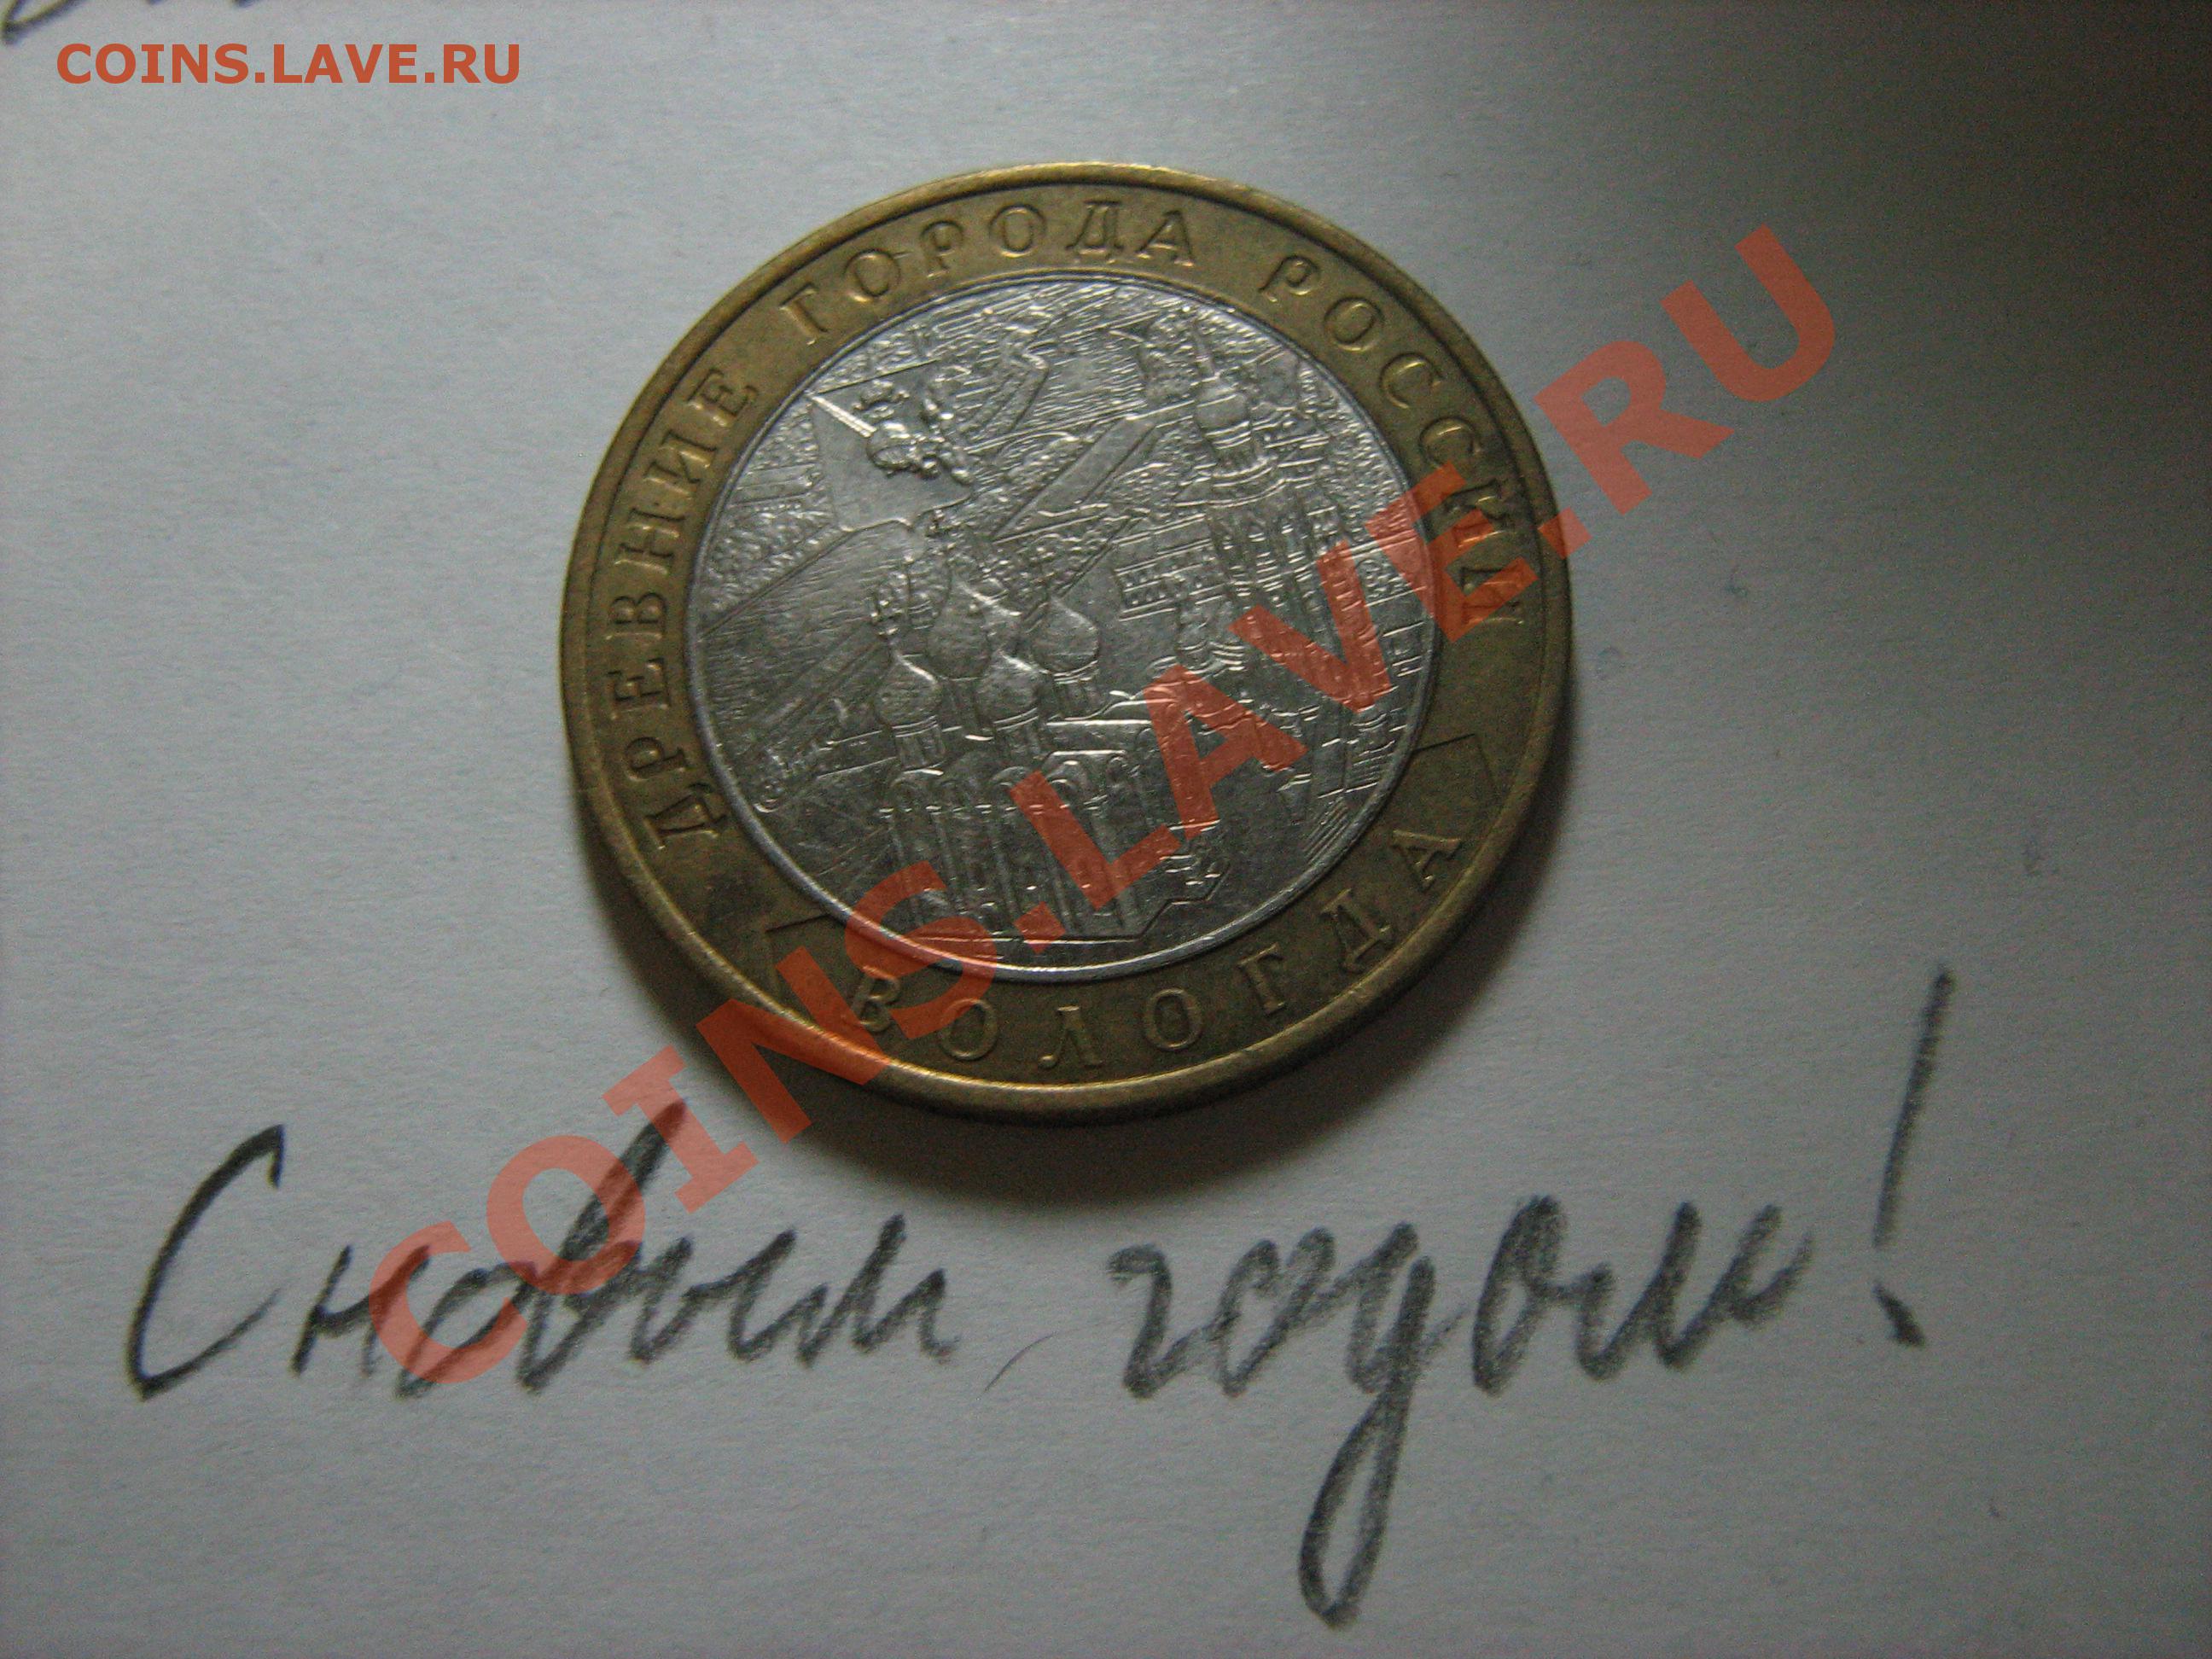 COINS.LAVE.RU
ДРЕВНИЕ ГОРОДА РОССИИ
ВОЛОГДА
COINS.LAVE.RU
С новым годом!